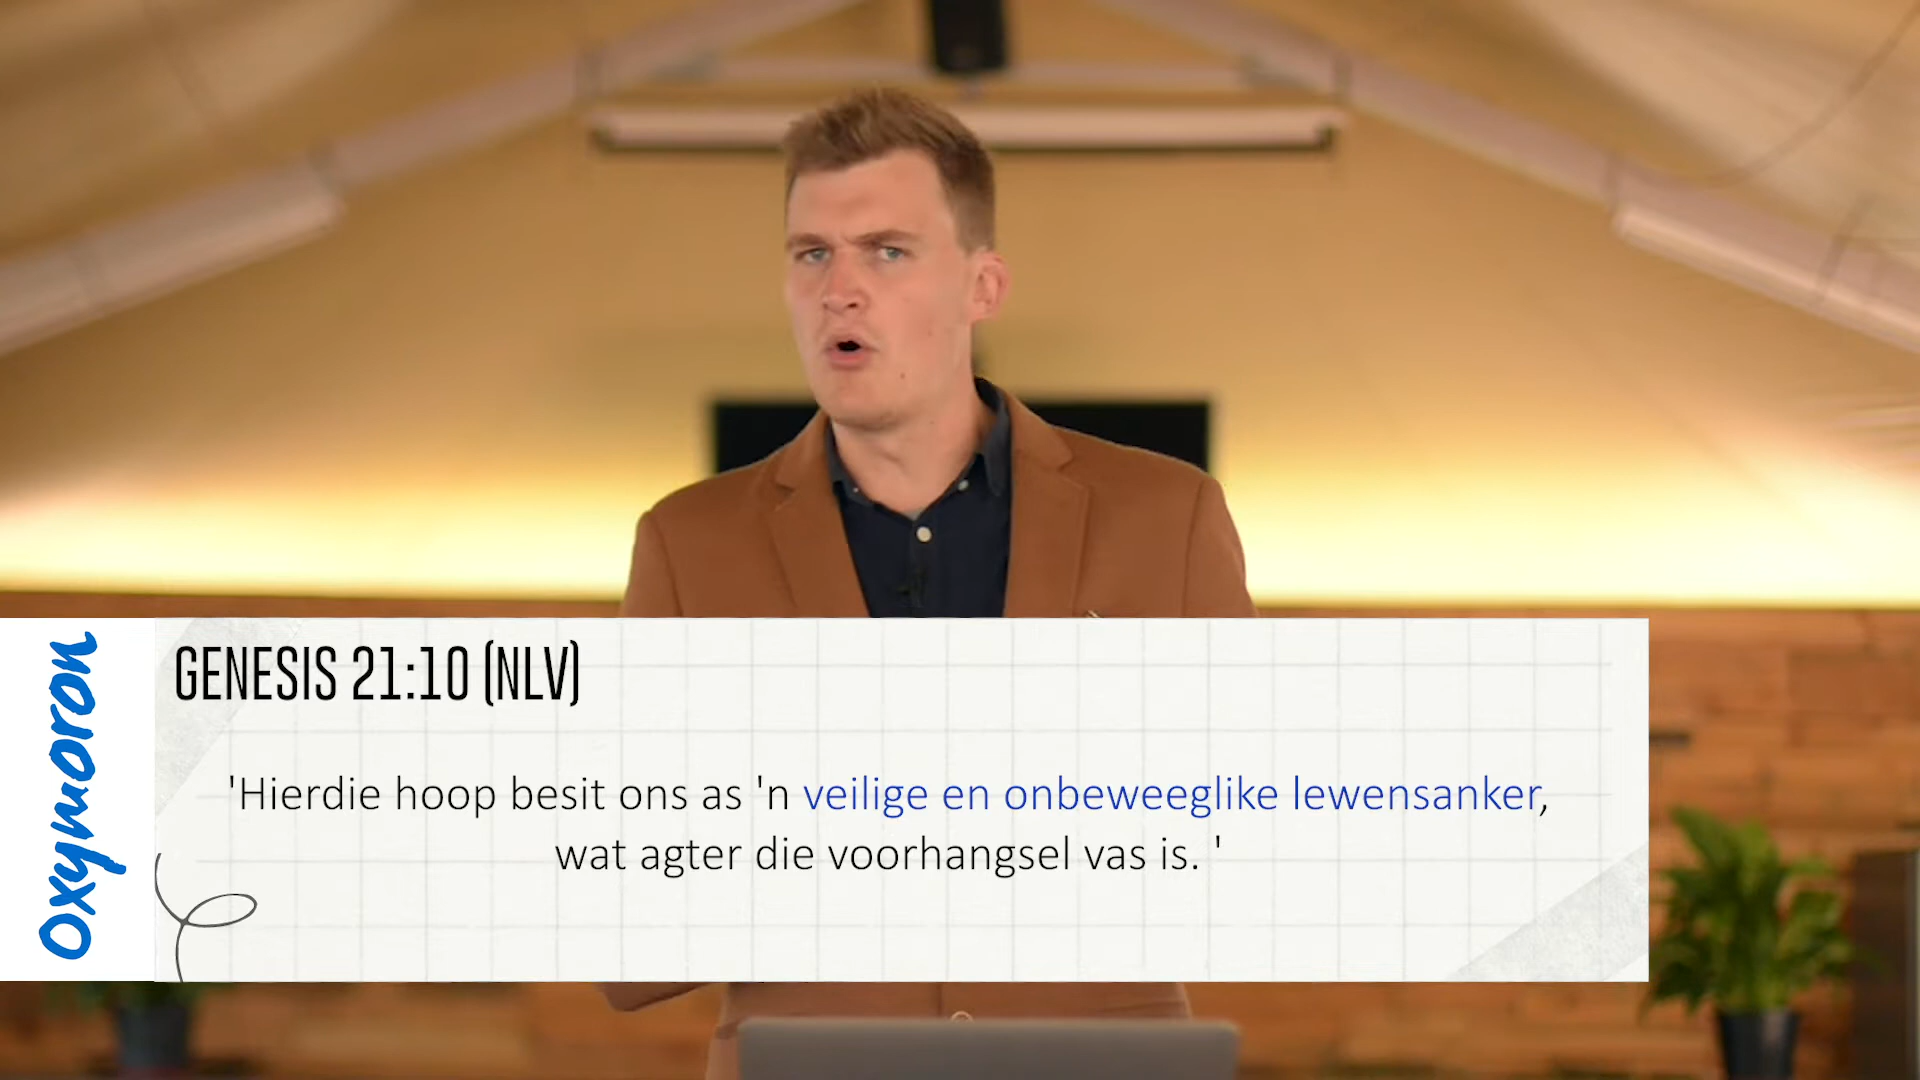 Oxymoron
GENESIS 21:10 (NLV)
'Hierdie hoop besit ons as 'n veilige en onbeweeglike lewensanker,
wat agter die voorhangsel vas is. '